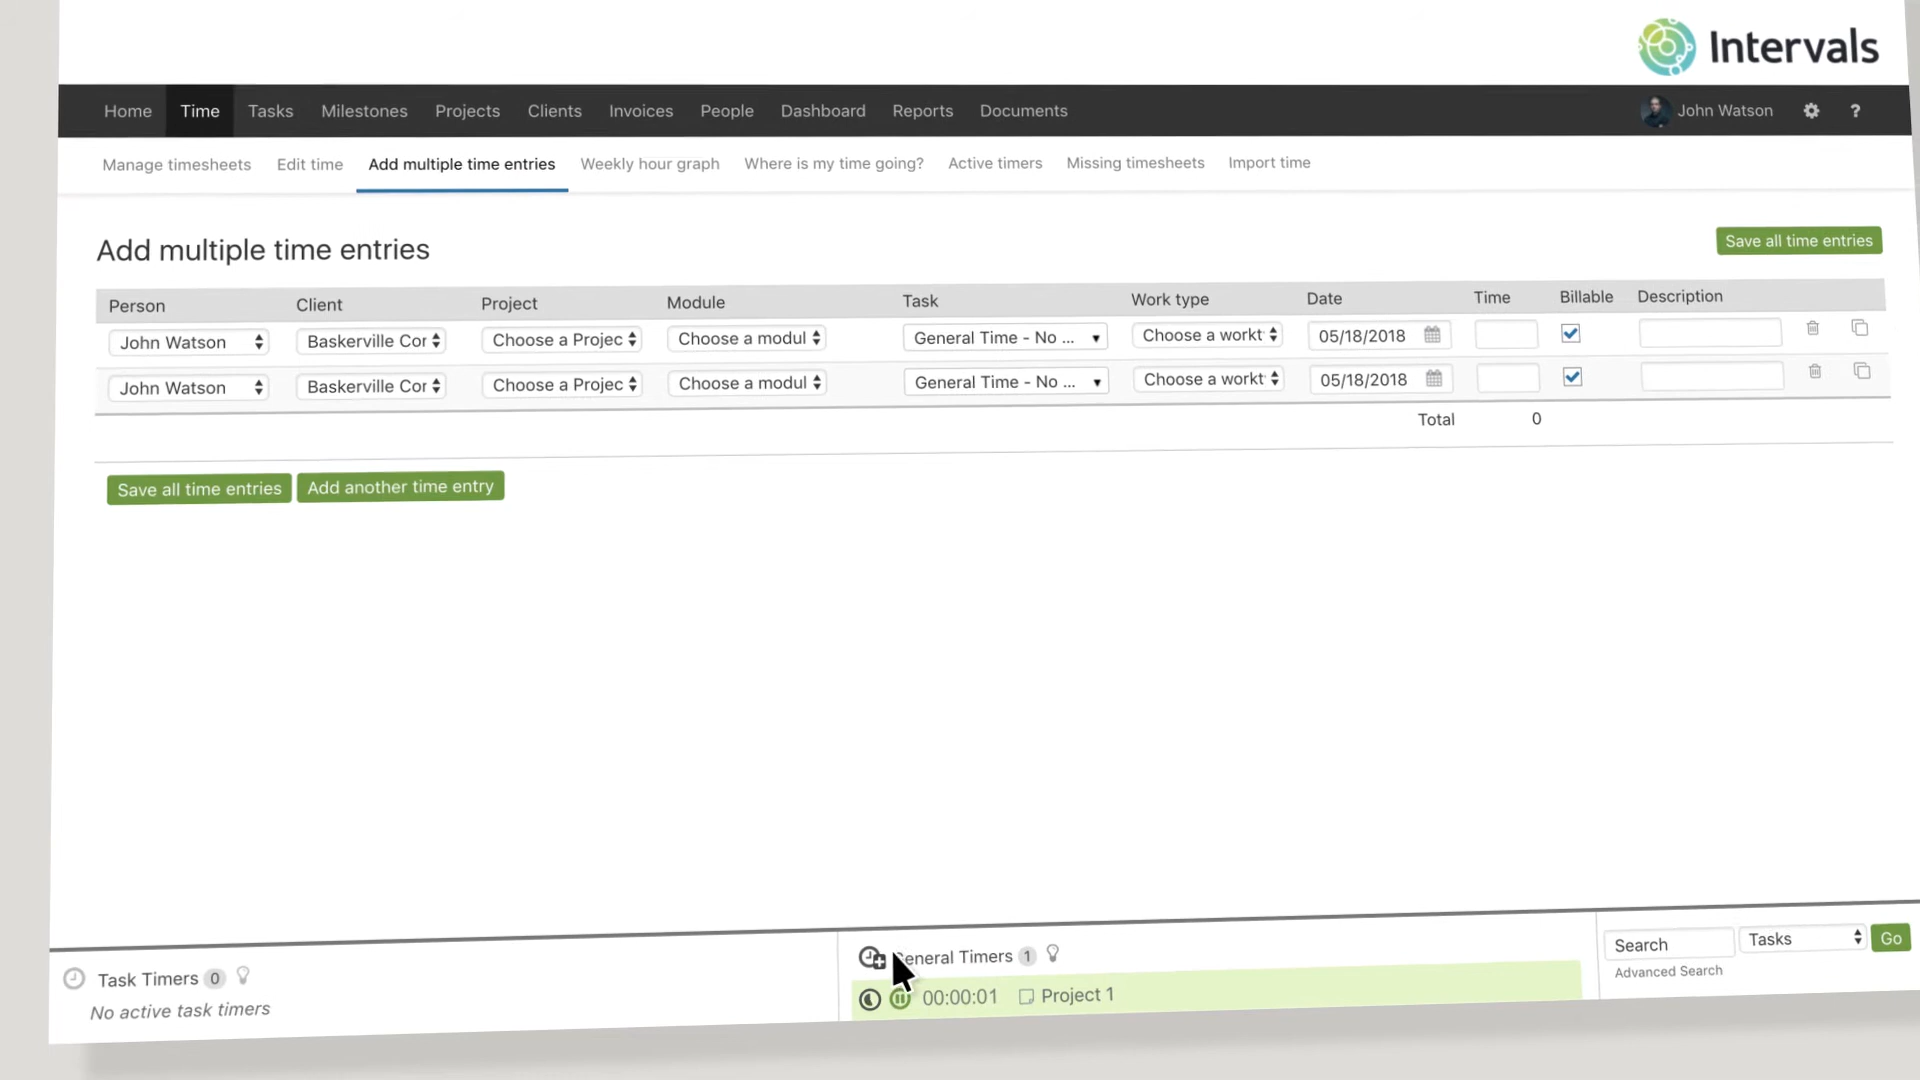 Intervals
Home Time Tasks Milestones Projects Clients Invoices People Dashboard Reports Documents John Watson ?
Manage timesheets Edit time Add multiple time entries Weekly hour graph Where is my time going? Active timers Missing timesheets Import time
Add multiple time entries Save all time entries
Person Client Project Module Task Work type Date Time Billable Description
John Watson Baskerville Cor Choose a Projec Choose a modul General Time - No ... Choose a workt 05/18/2018
John Watson Baskerville Cor Choose a Projec Choose a modul General Time - No ... Choose a workt 05/18/2018
Total 0
Save all time entries Add another time entry
Task Timers 0
No active task timers
eneral Timers 1
00:00:01 Project 1
Search Tasks Go
Advanced Search